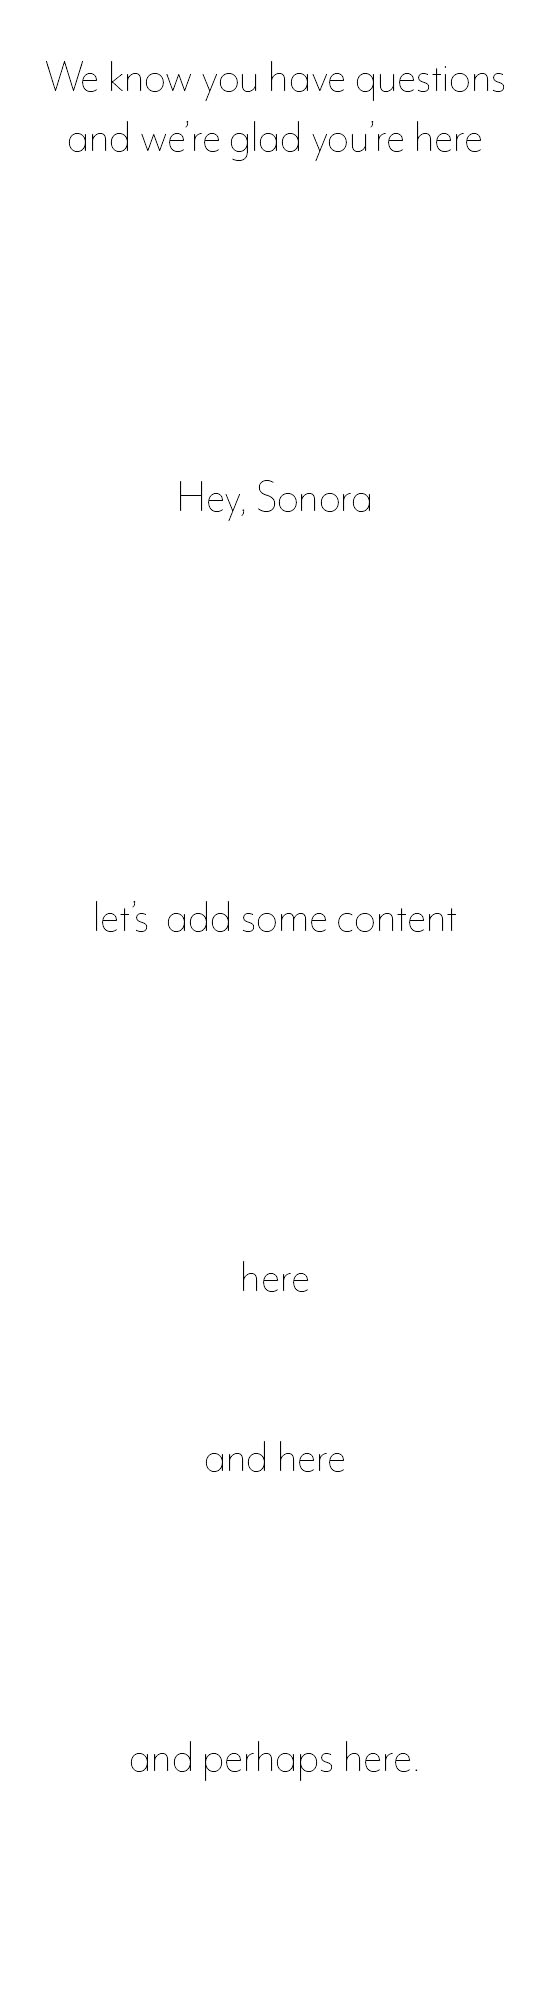 We know you have questions
and we’re glad you’re here
Hey, Sonora
let’s  add some content
here
and here
and perhaps here.